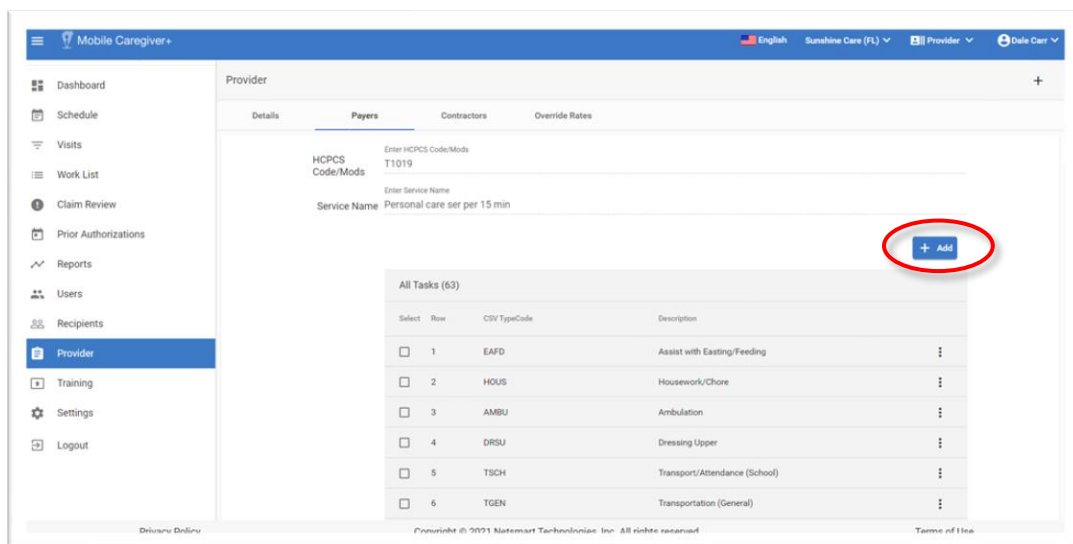 Mobile Caregiver+
English Sunshine Care (FL) Provider Dale Carr
Dashboard
Schedule
Visits
Work List
Claim Review
Prior Authorizations
Reports
Users
Recipients
Provider
Training
Settings
Logout
Provider +
Details Payers Contractors Override Rates
Enter HCPCS Code/Mods
HCPCS
Code/Mods
T1019
Enter Service Name
Service Name Personal care ser per 15 min
+ Add
All Tasks (63)
Select Row CSV TypeCode Description
1 EAFD Assist with Easting/Feeding
2 HOUS Housework/Chore
3 AMBU Ambulation
4 DRSU Dressing Upper
5 TSCH Transport/Attendance (School)
6 TGEN Transportation (General)
Privacy Policy Copyright © 2021 Netsmart Technologies, Inc. All rights reserved Terms of Use